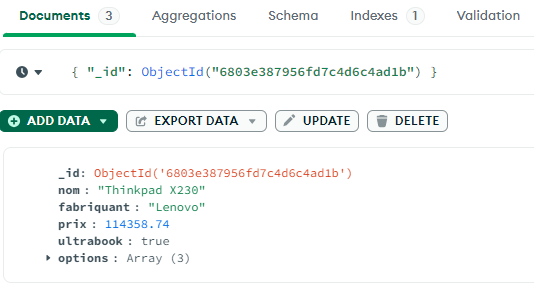 Documents 3 Aggregations Schema Indexes 1 Validation
{ "_id": ObjectId("6803e387956fd7c4d6c4ad1b") }
ADD DATA EXPORT DATA UPDATE DELETE
_id: ObjectId('6803e387956fd7c4d6c4ad1b')
nom : "Thinkpad X230"
fabriquant : "Lenovo"
prix : 114358.74
ultrabook : true
options : Array (3)